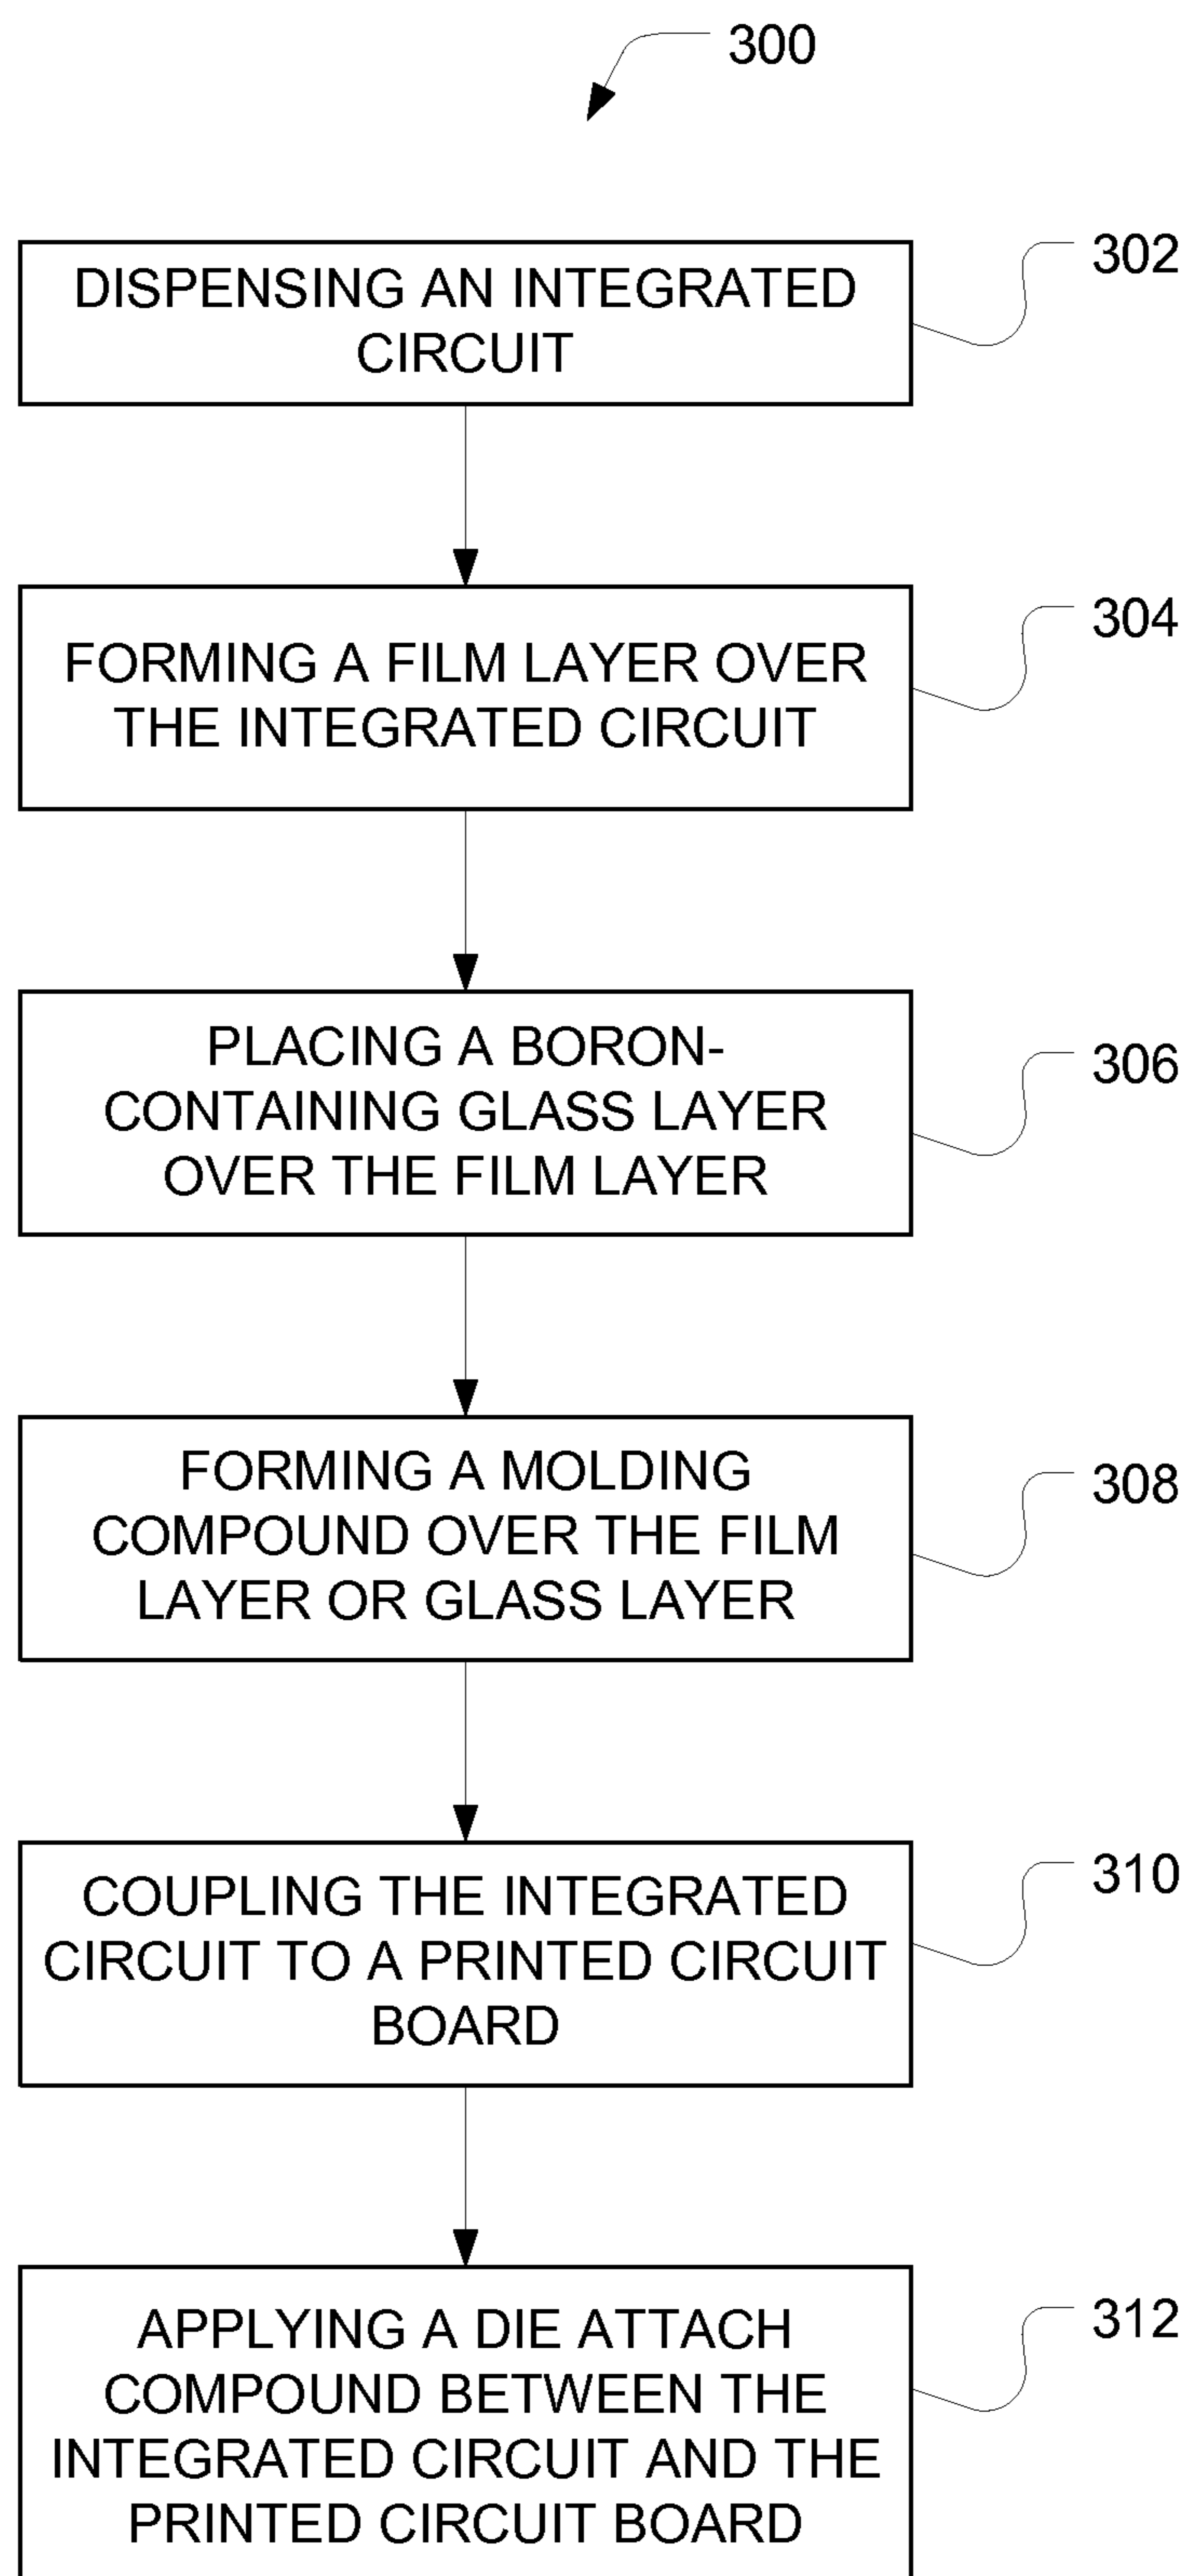 300
DISPENSING AN INTEGRATED
CIRCUIT
302
FORMING A FILM LAYER OVER
THE INTEGRATED CIRCUIT
304
PLACING A BORON-
CONTAINING GLASS LAYER
OVER THE FILM LAYER
306
FORMING A MOLDING
COMPOUND OVER THE FILM
LAYER OR GLASS LAYER
308
COUPLING THE INTEGRATED
CIRCUIT TO A PRINTED CIRCUIT
BOARD
310
APPLYING A DIE ATTACH
COMPOUND BETWEEN THE
INTEGRATED CIRCUIT AND THE
PRINTED CIRCUIT BOARD
312